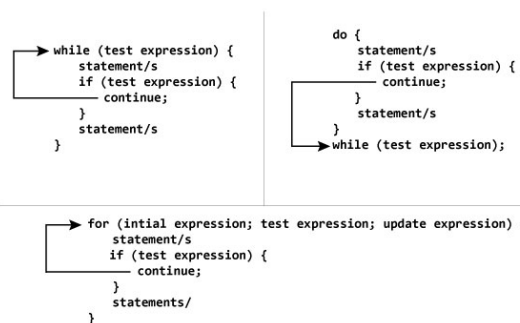 while (test expression) {
statement/s
if (test expression) {
continue;
}
statement/s
}
do {
statement/s
if (test expression) {
continue;
}
statement/s
}
while (test expression);
for (intial expression; test expression; update expression)
statement/s
if (test expression) {
continue;
}
statements/
}